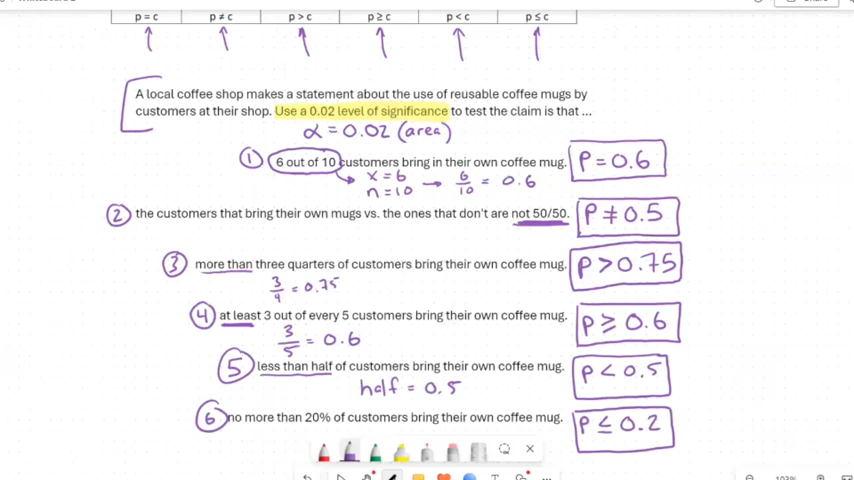 p = c p ≠ c p > c p ≥ c p < c p ≤ c
A local coffee shop makes a statement about the use of reusable coffee mugs by
customers at their shop. Use a 0.02 level of significance to test the claim is that ...
α = 0.02 (area)
① 6 out of 10 customers bring in their own coffee mug. P = 0.6
x = 6
n = 10 → 6/10 = 0.6
② the customers that bring their own mugs vs. the ones that don't are not 50/50. P ≠ 0.5
③ more than three quarters of customers bring their own coffee mug. P > 0.75
3/4 = 0.75
④ at least 3 out of every 5 customers bring their own coffee mug. P ≥ 0.6
3/5 = 0.6
⑤ less than half of customers bring their own coffee mug. P < 0.5
half = 0.5
⑥ no more than 20% of customers bring their own coffee mug. P ≤ 0.2